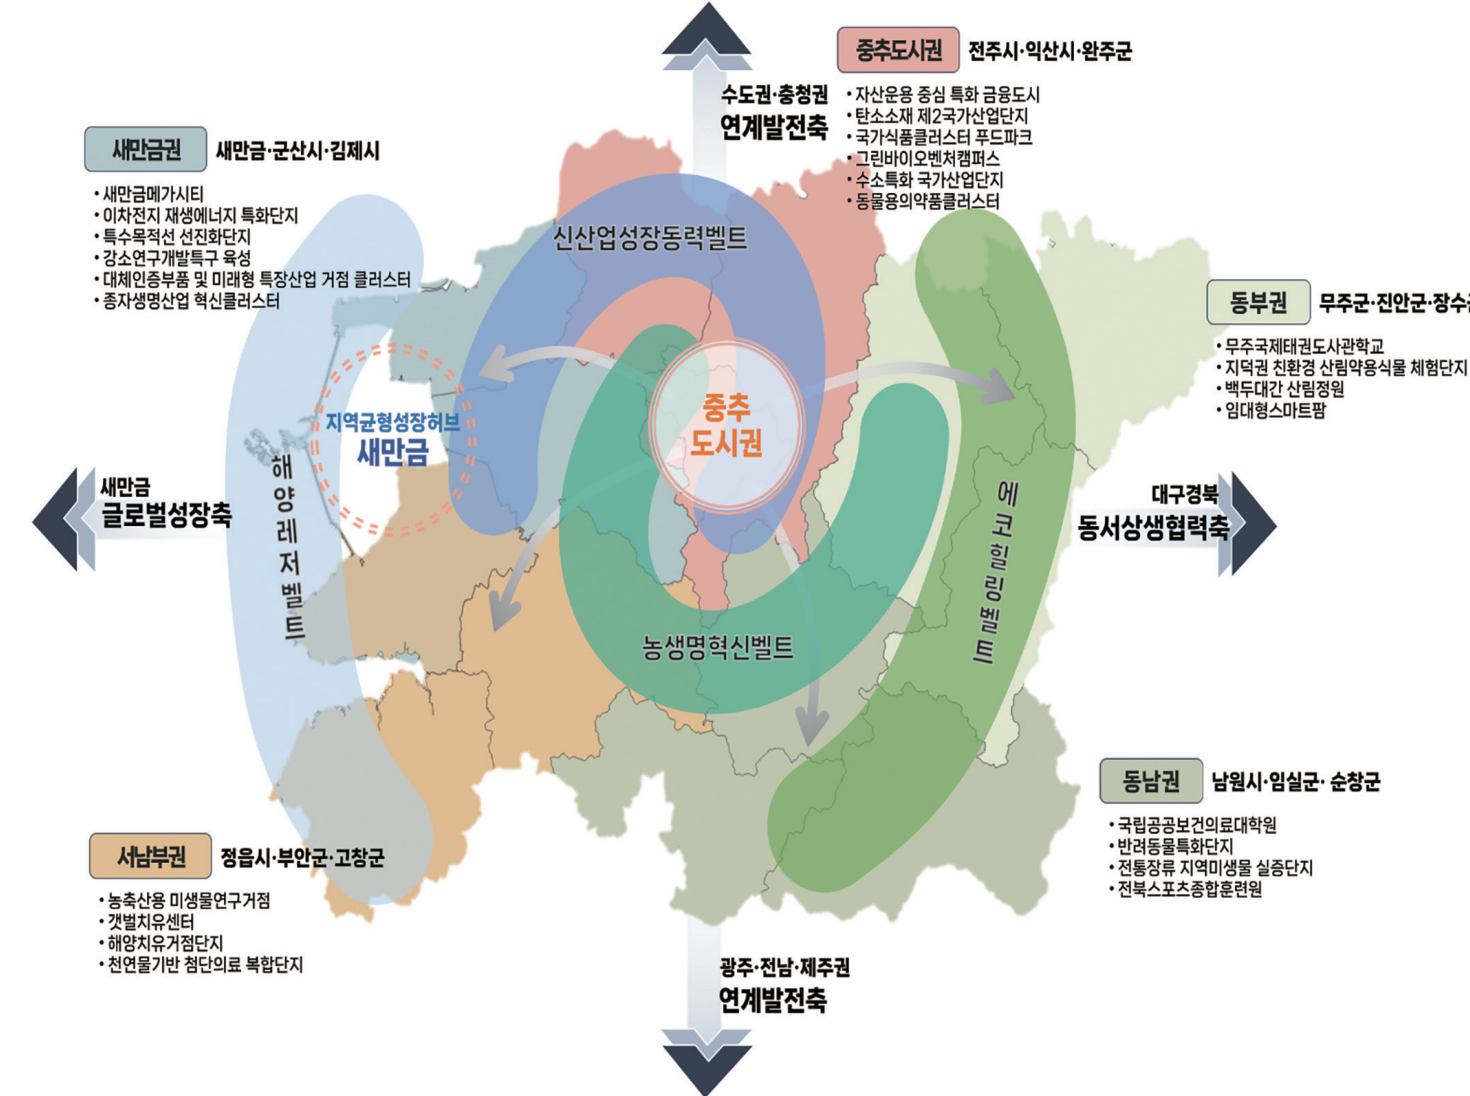 중추도시권 전주시·익산시·완주군
• 자산운용 중심 특화 금융도시
• 탄소소재 제2국가산업단지
• 국가식품클러스터 푸드파크
• 그린바이오벤처캠퍼스
• 수소특화 국가산업단지
• 동물용의약품클러스터
수도권·충청권
연계발전축
새만금권 새만금·군산시·김제시
• 새만금메가시티
• 이차전지 재생에너지 특화단지
• 특수목적선 선진화단지
• 강소연구개발특구 육성
• 대체인증부품 및 미래형 특장산업 거점 클러스터
• 종자생명산업 혁신클러스터
신산업성장동력벨트
동부권 무주군·진안군·장수군
• 무주국제태권도사관학교
• 지덕권 친환경 산림약용식물 체험단지
• 백두대간 산림정원
• 임대형스마트팜
지역균형성장허브
새만금
중추
도시권
해양레저벨트
에코힐링벨트
새만금
글로벌성장축
대구경북
동서상생협력축
농생명혁신벨트
동남권 남원시·임실군· 순창군
• 국립공공보건의료대학원
• 반려동물특화단지
• 전통장류 지역미생물 실증단지
• 전북스포츠종합훈련원
서남부권 정읍시·부안군·고창군
• 농축산용 미생물연구거점
• 갯벌치유센터
• 해양치유거점단지
• 천연물기반 첨단의료 복합단지
광주·전남·제주권
연계발전축